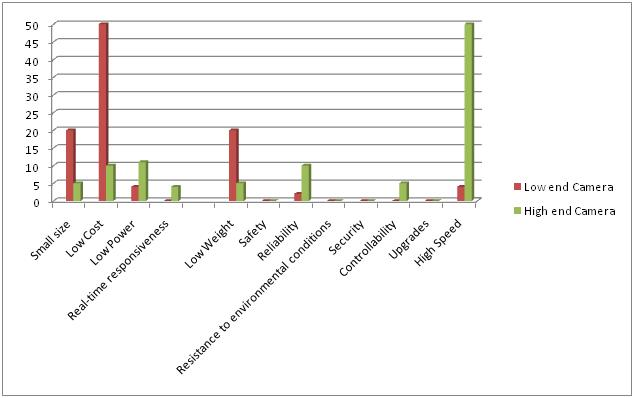 50
45
40
35
30
25
20
15
10
5
0
Small size
Low Cost
Low Power
Real-time responsiveness
Low Weight
Safety
Reliability
Resistance to environmental conditions
Security
Controllability
Upgrades
High Speed
Low end Camera
High end Camera